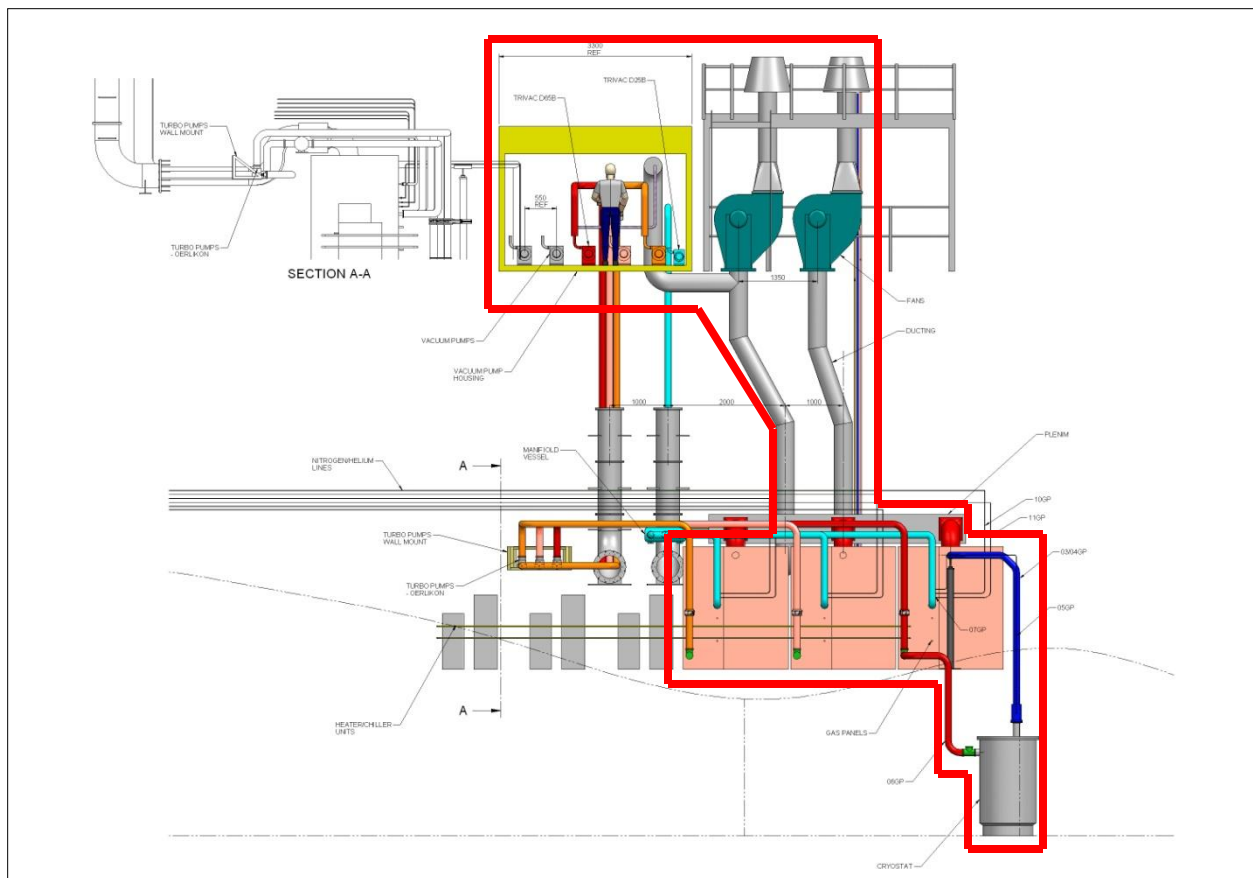 3300
REF
TRIVAC D25B
TRIVAC D65B
TURBO PUMPS
WALL MOUNT
550
REF
TURBO PUMPS
- OERLIKON
SECTION A-A
1350
FANS
DUCTING
VACUUM PUMPS
VACUUM PUMP
HOUSING
1000
2000
1000
PLENIM
MANIFOLD
VESSEL
NITROGEN/HELIUM
LINES
A
10GP
11GP
TURBO PUMPS
WALL MOUNT
03/04GP
TURBO PUMPS
- OERLIKON
05GP
07GP
A
HEATER/CHILLER
UNITS
GAS PANELS
06GP
CRYOSTAT